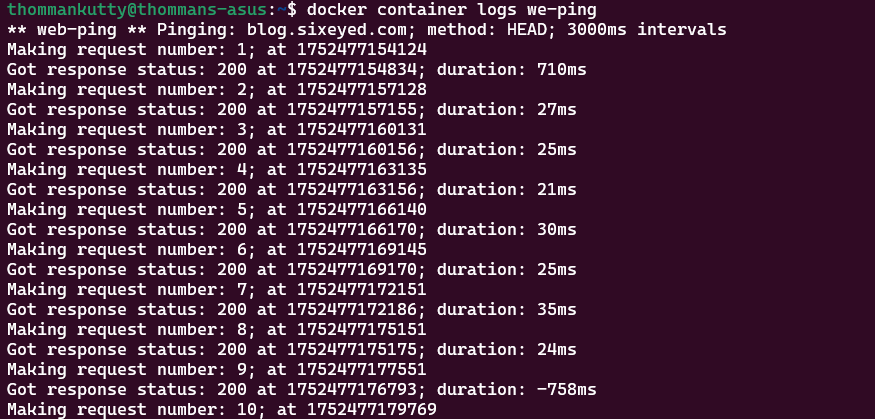 thommankutty@thommans-asus:~$ docker container logs we-ping
** web-ping ** Pinging: blog.sixeyed.com; method: HEAD; 3000ms intervals
Making request number: 1; at 1752477154124
Got response status: 200 at 1752477154834; duration: 710ms
Making request number: 2; at 1752477157128
Got response status: 200 at 1752477157155; duration: 27ms
Making request number: 3; at 1752477160131
Got response status: 200 at 1752477160156; duration: 25ms
Making request number: 4; at 1752477163135
Got response status: 200 at 1752477163156; duration: 21ms
Making request number: 5; at 1752477166140
Got response status: 200 at 1752477166170; duration: 30ms
Making request number: 6; at 1752477169145
Got response status: 200 at 1752477169170; duration: 25ms
Making request number: 7; at 1752477172151
Got response status: 200 at 1752477172186; duration: 35ms
Making request number: 8; at 1752477175151
Got response status: 200 at 1752477175175; duration: 24ms
Making request number: 9; at 1752477177551
Got response status: 200 at 1752477176793; duration: -758ms
Making request number: 10; at 1752477179769